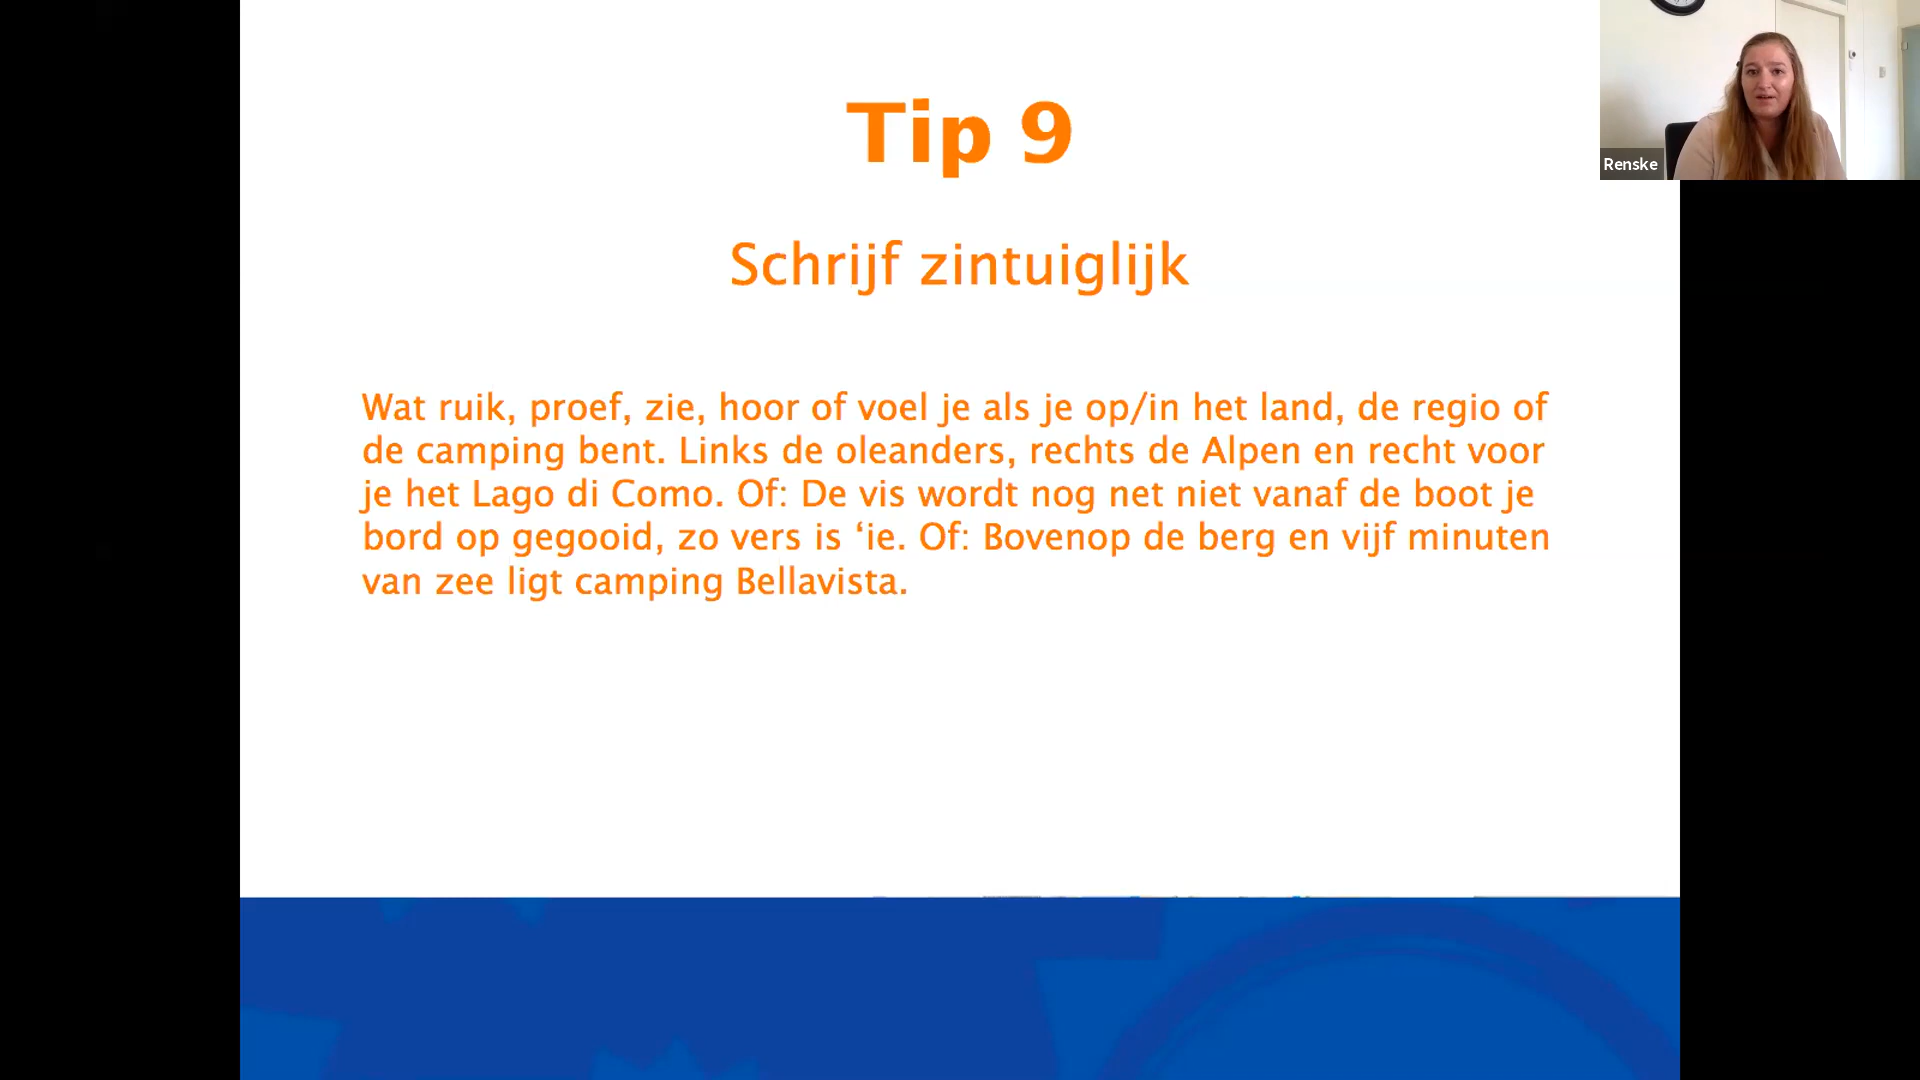 Tip 9
Schrijf zintuiglijk
Wat ruik, proef, zie, hoor of voel je als je op/in het land, de regio of
de camping bent. Links de oleanders, rechts de Alpen en recht voor
je het Lago di Como. Of: De vis wordt nog net niet vanaf de boot je
bord op gegooid, zo vers is ‘ie. Of: Bovenop de berg en vijf minuten
van zee ligt camping Bellavista.
Renske